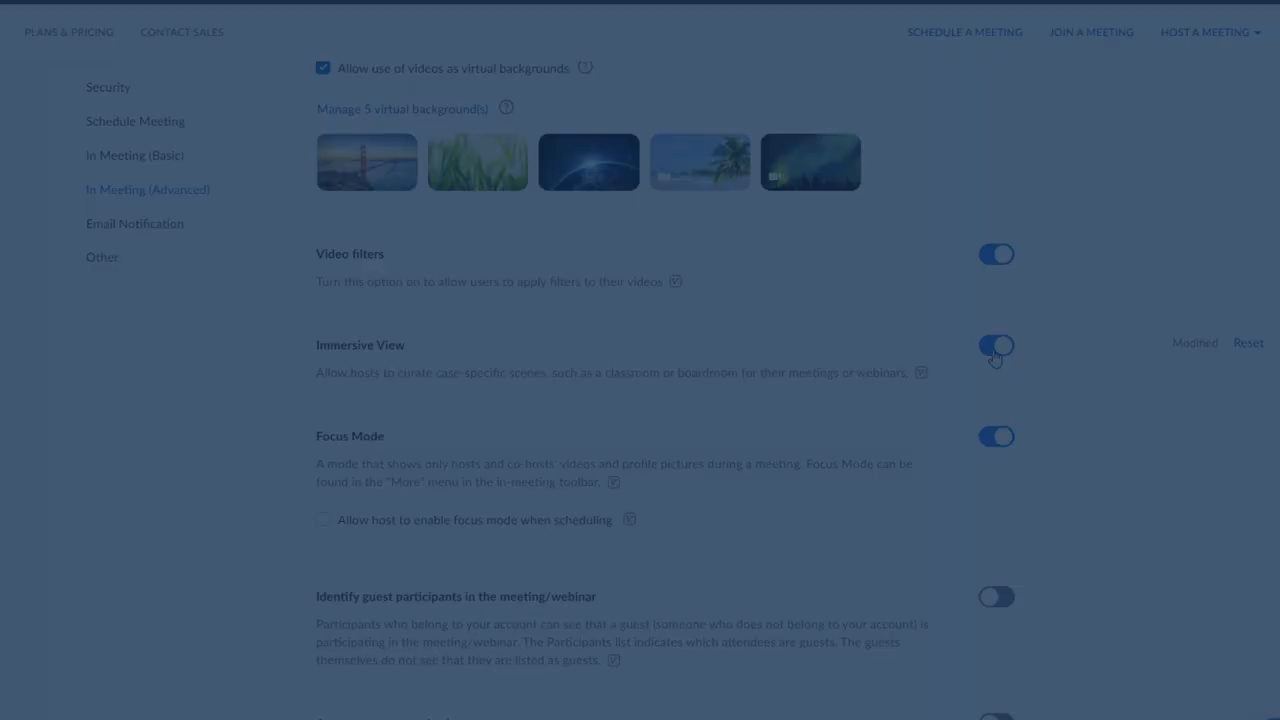 PLANS & PRICING
CONTACT SALES
SCHEDULE A MEETING
JOIN A MEETING
HOST A MEETING
Security
Schedule Meeting
In Meeting (Basic)
In Meeting (Advanced)
Email Notification
Other
Allow use of videos as virtual backgrounds
Manage 5 virtual background(s)
Video filters
Turn this option on to allow users to apply filters to their videos
Immersive View
Modified
Reset
Allow hosts to curate case-specific scenes, such as a classroom or boardroom for their meetings or webinars.
Focus Mode
A mode that shows only hosts and co-hosts' videos and profile pictures during a meeting. Focus Mode can be
found in the "More" menu in the in-meeting toolbar.
Allow host to enable focus mode when scheduling
Identify guest participants in the meeting/webinar
Participants who belong to your account can see that a guest (someone who does not belong to your account) is
participating in the meeting/webinar. The Participants list indicates which attendees are guests. The guests
themselves do not see that they are listed as guests.